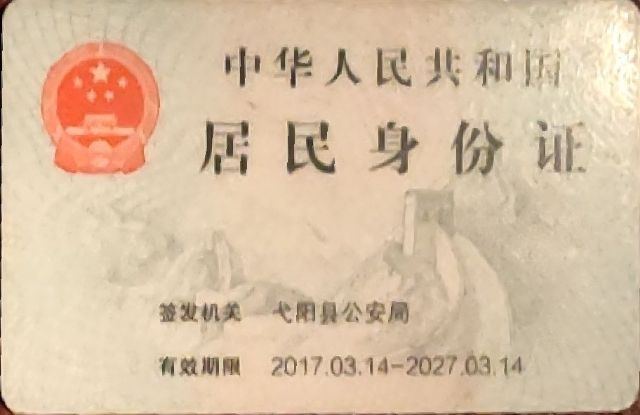 中华人民共和国
居民身份证
签发机关 弋阳县公安局
有效期限 2017.03.14-2027.03.14